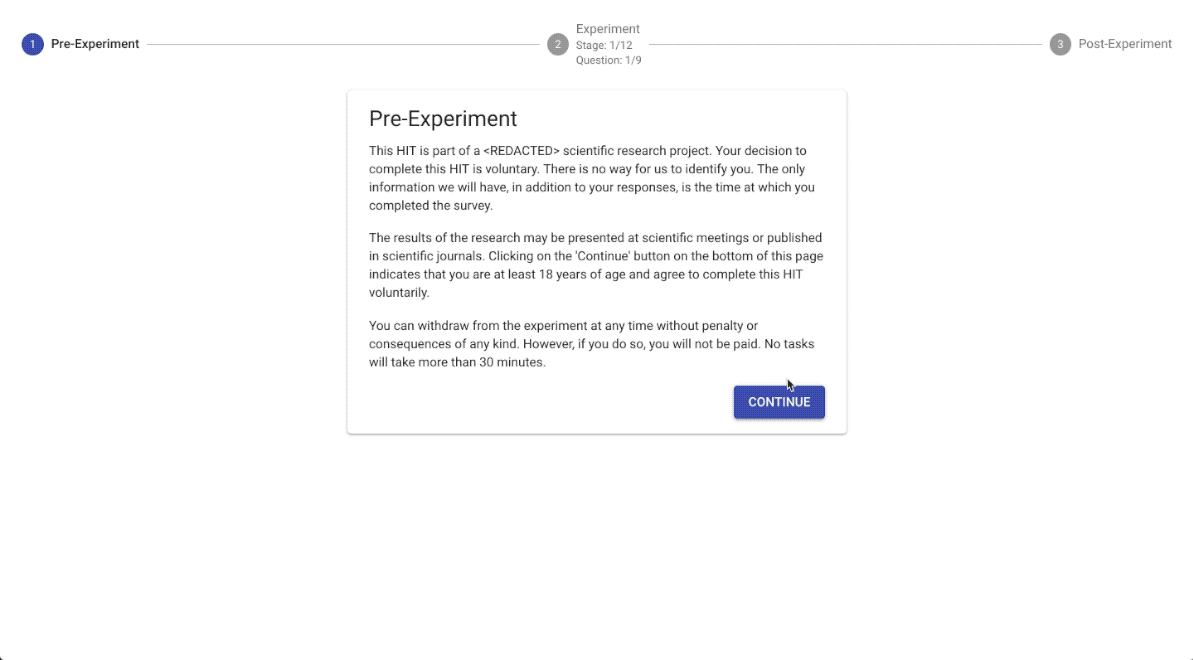 1 Pre-Experiment
2 Experiment
Stage: 1/12
Question: 1/9
3 Post-Experiment
Pre-Experiment
This HIT is part of a <REDACTED> scientific research project. Your decision to
complete this HIT is voluntary. There is no way for us to identify you. The only
information we will have, in addition to your responses, is the time at which you
completed the survey.
The results of the research may be presented at scientific meetings or published
in scientific journals. Clicking on the 'Continue' button on the bottom of this page
indicates that you are at least 18 years of age and agree to complete this HIT
voluntarily.
You can withdraw from the experiment at any time without penalty or
consequences of any kind. However, if you do so, you will not be paid. No tasks
will take more than 30 minutes.
CONTINUE